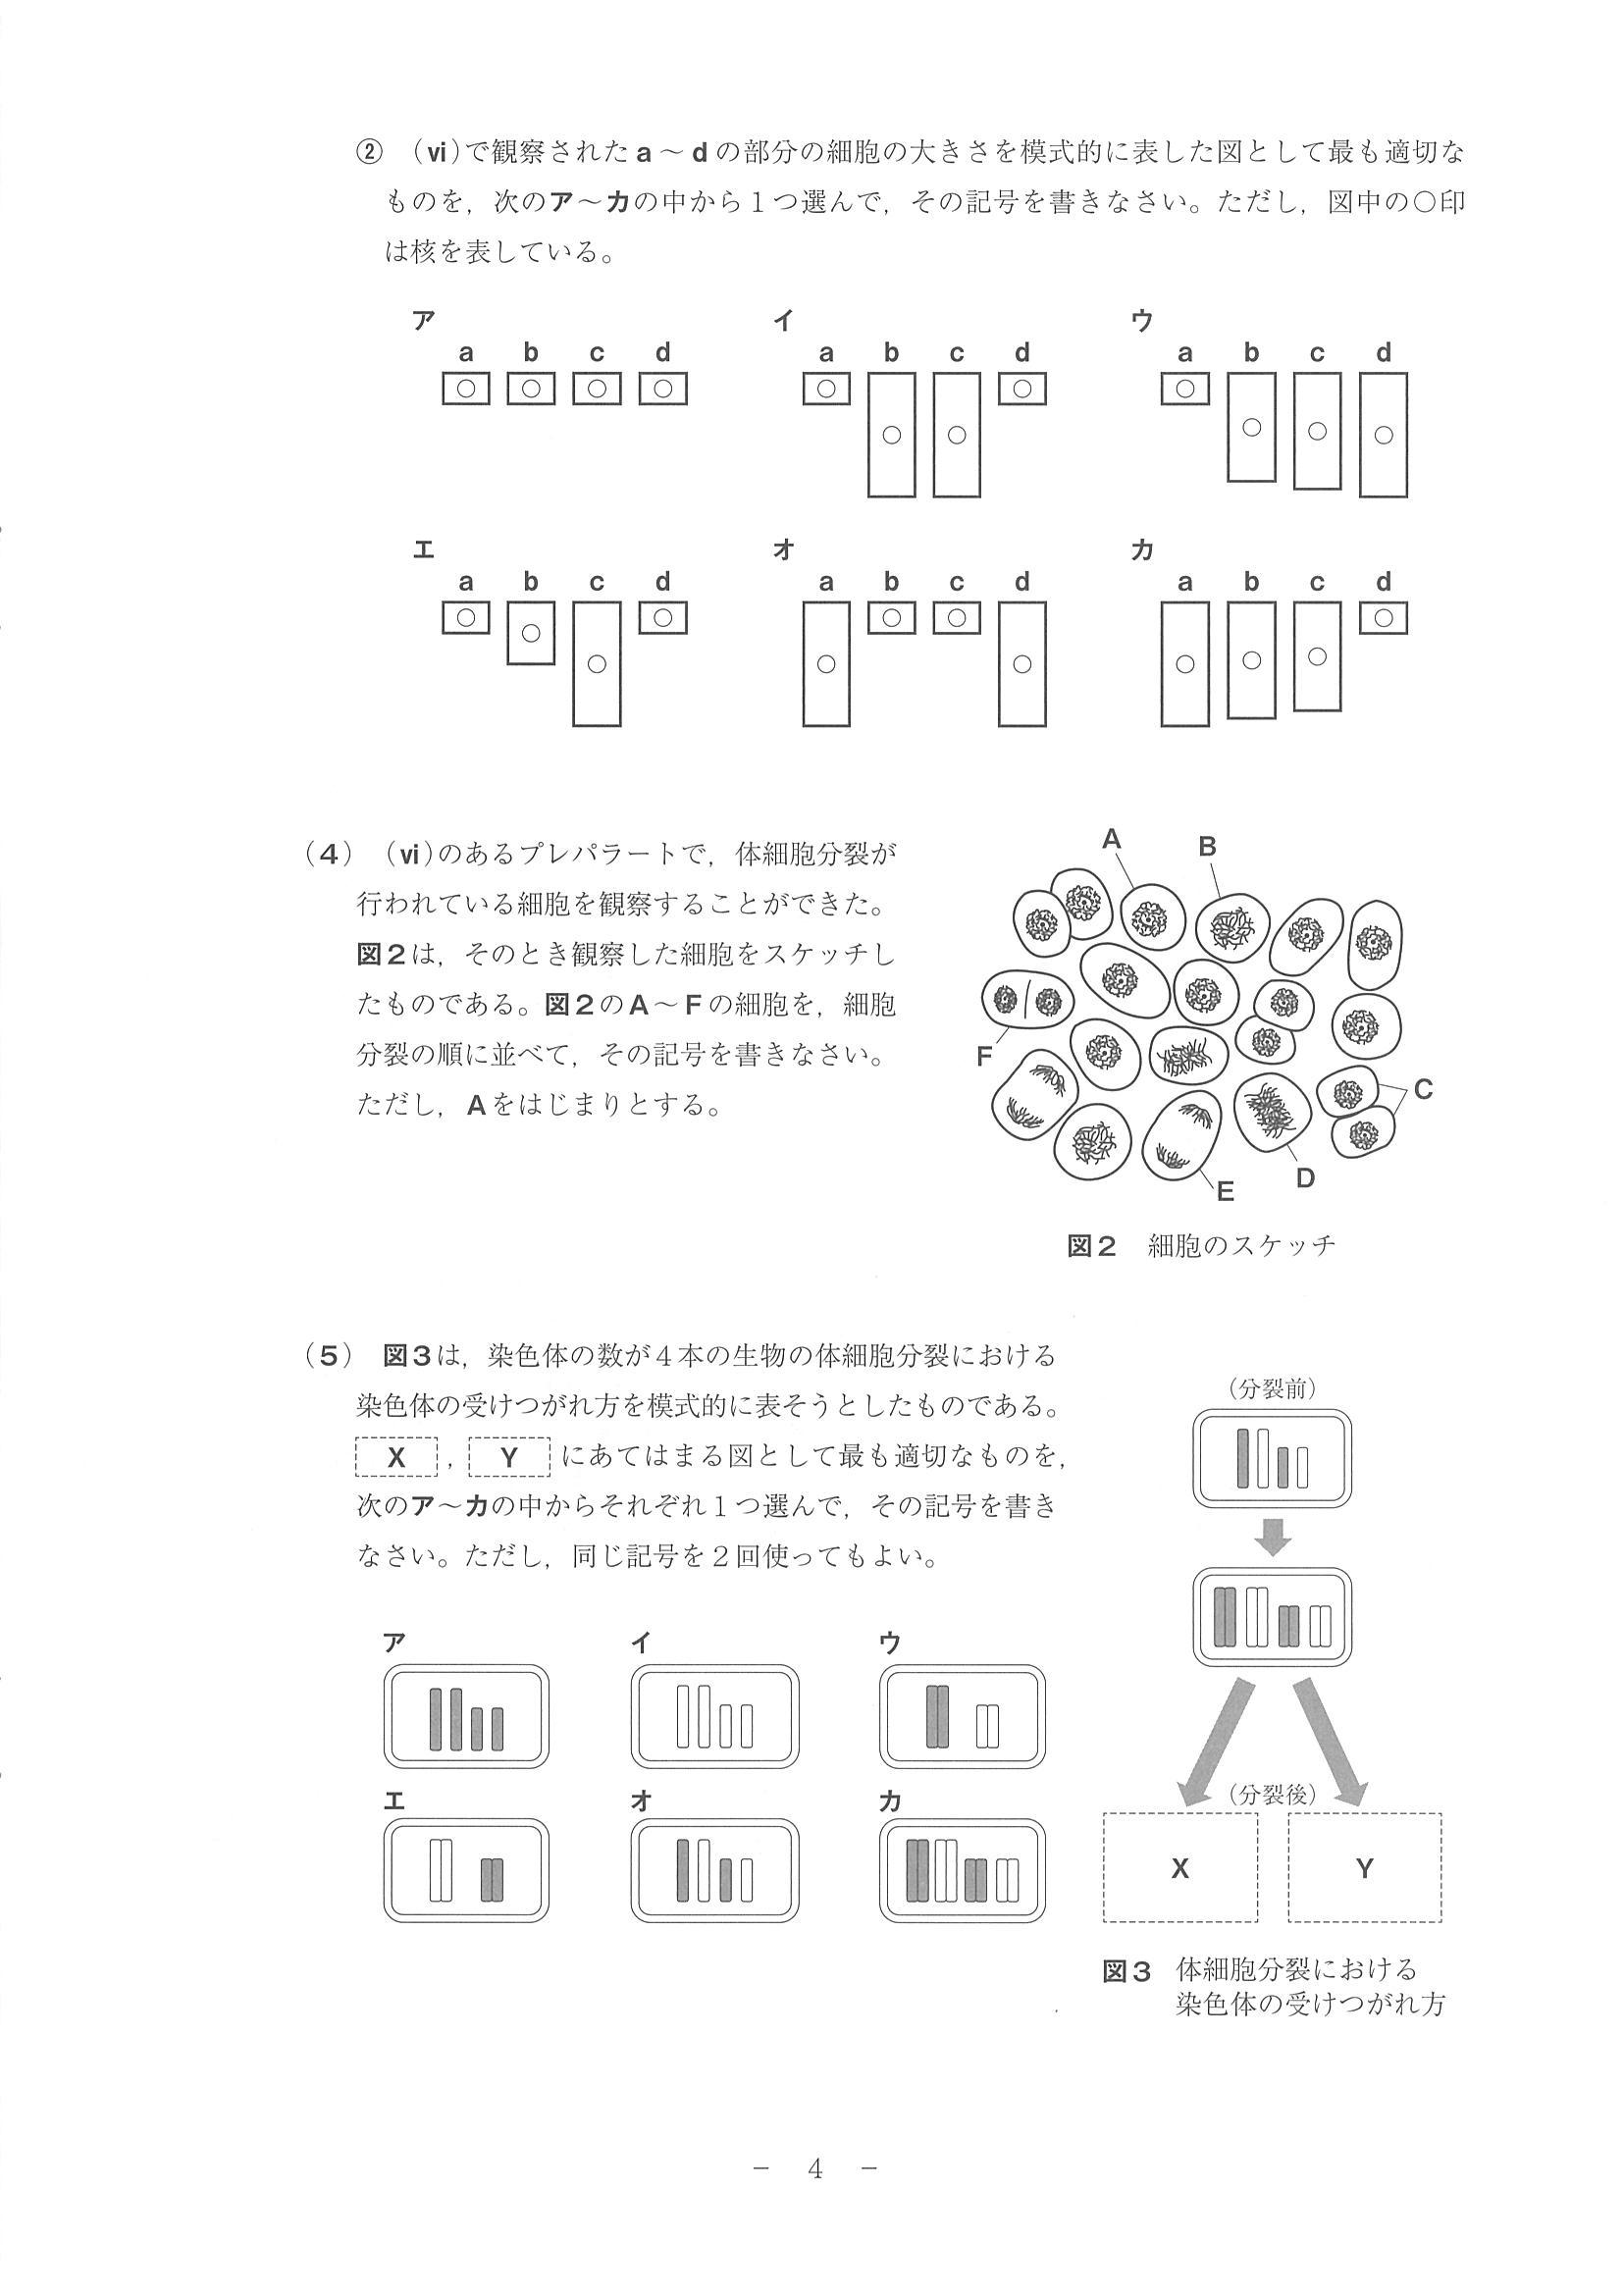 ② (ⅵ)で観察された a ～ d の部分の細胞の大きさを模式的に表した図として最も適切な
ものを，次のア～カの中から１つ選んで，その記号を書きなさい。ただし，図中の○印
は核を表している。
ア イ ウ
a b c d a b c d a b c d
エ オ カ
a b c d a b c d a b c d
（４） (ⅵ)のあるプレパラートで，体細胞分裂が
行われている細胞を観察することができた。
図２は，そのとき観察した細胞をスケッチし
たものである。図２のＡ～Ｆの細胞を，細胞
分裂の順に並べて，その記号を書きなさい。
ただし，Ａをはじまりとする。
A B
F
C
D
E
図２ 細胞のスケッチ
（５） 図３は，染色体の数が４本の生物の体細胞分裂における
染色体の受けつがれ方を模式的に表そうとしたものである。
X ， Y にあてはまる図として最も適切なものを，
次のア～カの中からそれぞれ１つ選んで，その記号を書き
なさい。ただし，同じ記号を２回使ってもよい。
ア イ ウ
エ オ カ
（分裂前）
（分裂後）
X Y
図３ 体細胞分裂における
染色体の受けつがれ方
－ 4 －